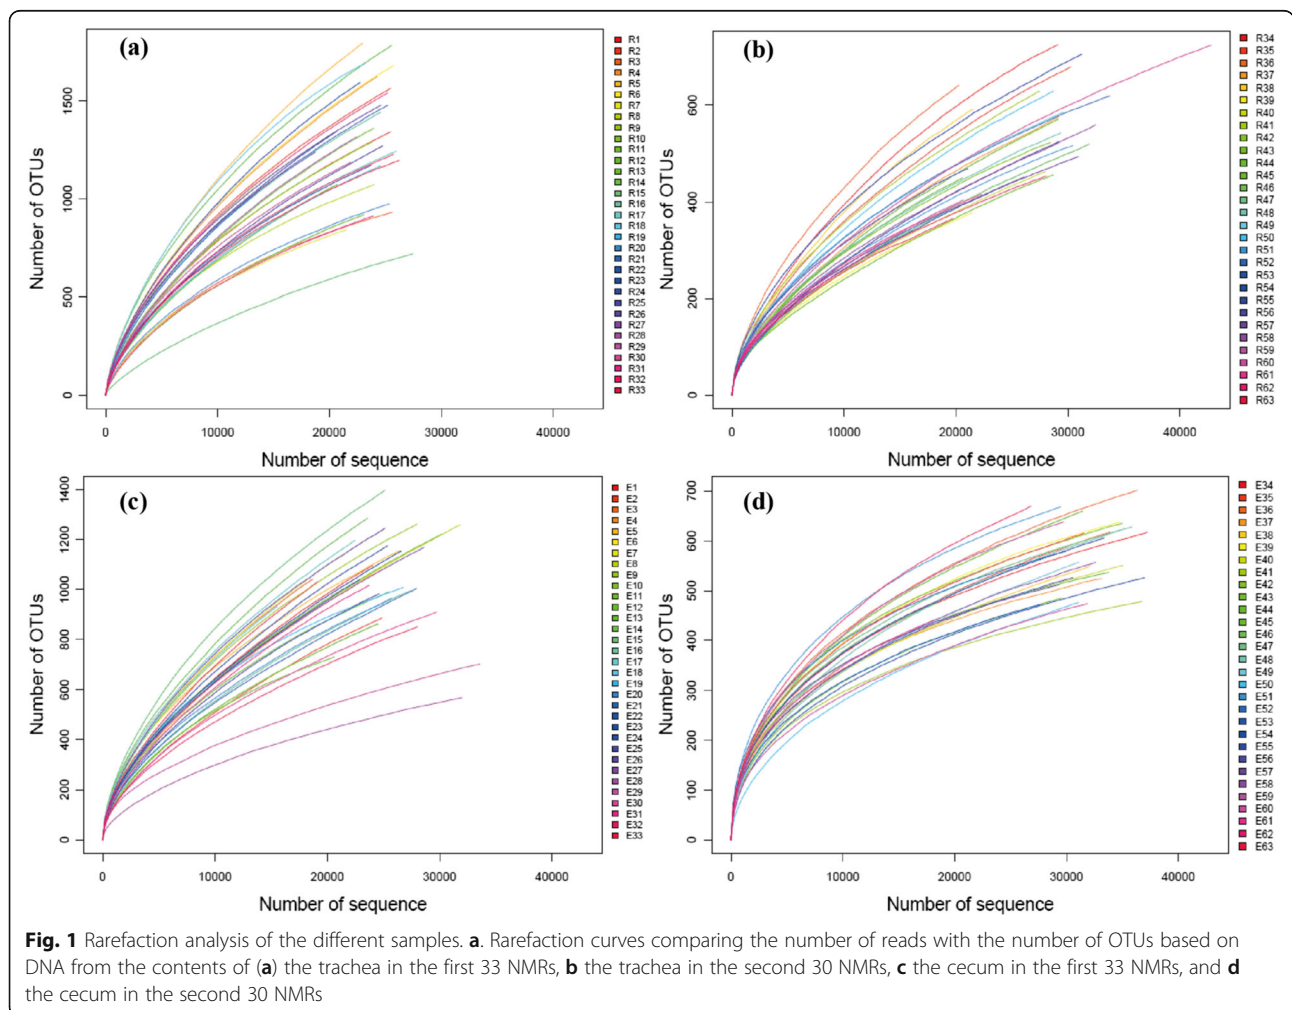 (a)
Number of OTUs
0
500
1000
1500
0
10000
20000
30000
40000
Number of sequence
R1
R2
R3
R4
R5
R6
R7
R8
R9
R10
R11
R12
R13
R14
R15
R16
R17
R18
R19
R20
R21
R22
R23
R24
R25
R26
R27
R28
R29
R30
R31
R32
R33
(b)
Number of OTUs
0
200
400
600
0
10000
20000
30000
40000
Number of sequence
R34
R35
R36
R37
R38
R39
R40
R41
R42
R43
R44
R45
R46
R47
R48
R49
R50
R51
R52
R53
R54
R55
R56
R57
R58
R59
R60
R61
R62
R63
(c)
Number of OTUs
0
200
400
600
800
1000
1200
1400
0
10000
20000
30000
40000
Number of sequence
E1
E2
E3
E4
E5
E6
E7
E8
E9
E10
E11
E12
E13
E14
E15
E16
E17
E18
E19
E20
E21
E22
E23
E24
E25
E26
E27
E28
E29
E30
E31
E32
E33
(d)
Number of OTUs
0
100
200
300
400
500
600
700
0
10000
20000
30000
40000
Number of sequence
E34
E35
E36
E37
E38
E39
E40
E41
E42
E43
E44
E45
E46
E47
E48
E49
E50
E51
E52
E53
E54
E55
E56
E57
E58
E59
E60
E61
E62
E63
Fig. 1 Rarefaction analysis of the different samples. a. Rarefaction curves comparing the number of reads with the number of OTUs based on
DNA from the contents of (a) the trachea in the first 33 NMRs, b the trachea in the second 30 NMRs, c the cecum in the first 33 NMRs, and d
the cecum in the second 30 NMRs